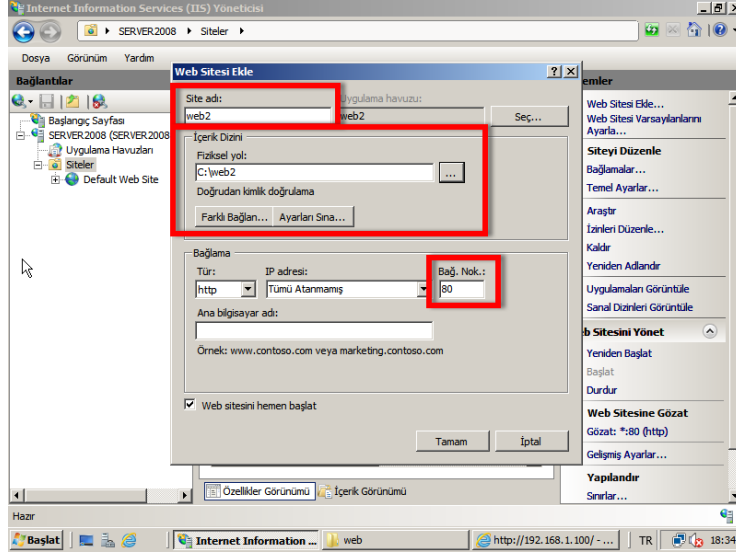 Internet Information Services (IIS) Yöneticisi
SERVER2008 Siteler
Dosya Görünüm Yardım
Bağlantılar
Başlangıç Sayfası
SERVER2008 (SERVER2008
Uygulama Havuzları
Siteler
Default Web Site
Web Sitesi Ekle
Site adı:
Uygulama havuzu:
web2
web2
Seç...
İçerik Dizini
Fiziksel yol:
C:\web2
...
Doğrudan kimlik doğrulama
Farklı Bağlan...
Ayarları Sına...
Bağlama
Tür:
IP adresi:
Bağ. Nok.:
http
Tümü Atanmamış
80
Ana bilgisayar adı:
Örnek: www.contoso.com veya marketing.contoso.com
Web sitesini hemen başlat
Tamam
İptal
emler
Web Sitesi Ekle...
Web Sitesi Varsayılanlarını
Ayarla...
Siteyi Düzenle
Bağlamalar...
Temel Ayarlar...
Araştır
İzinleri Düzenle...
Kaldır
Yeniden Adlandır
Uygulamaları Görüntüle
Sanal Dizinleri Görüntüle
b Sitesini Yönet
Yeniden Başlat
Başlat
Durdur
Web Sitesine Gözat
Gözat: *:80 (http)
Gelişmiş Ayarlar...
Yapılandır
Sınırlar...
Özellikler Görünümü
İçerik Görünümü
Hazır
Başlat
Internet Information ...
web
http://192.168.1.100/ - ...
TR
18:34